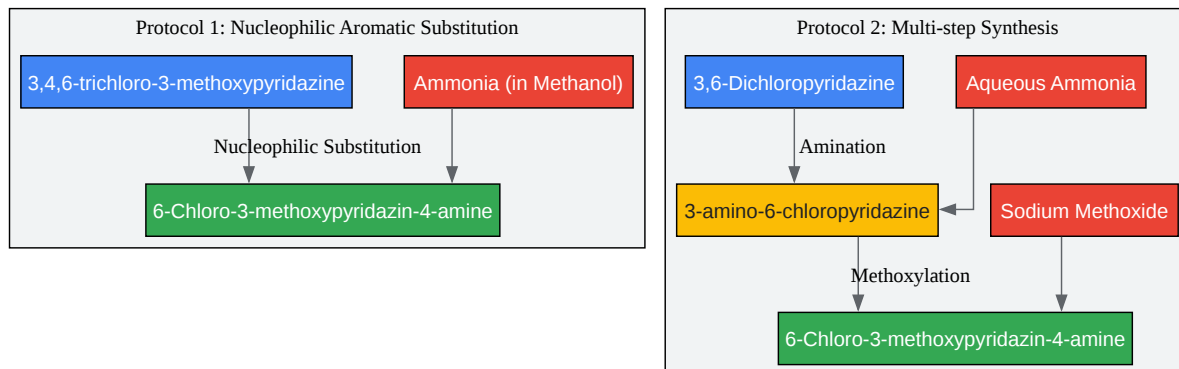 Protocol 1: Nucleophilic Aromatic Substitution
3,4,6-trichloro-3-methoxypyridazine
Ammonia (in Methanol)
Nucleophilic Substitution
6-Chloro-3-methoxypyridazin-4-amine
Protocol 2: Multi-step Synthesis
3,6-Dichloropyridazine
Aqueous Ammonia
Amination
3-amino-6-chloropyridazine
Sodium Methoxide
Methoxylation
6-Chloro-3-methoxypyridazin-4-amine